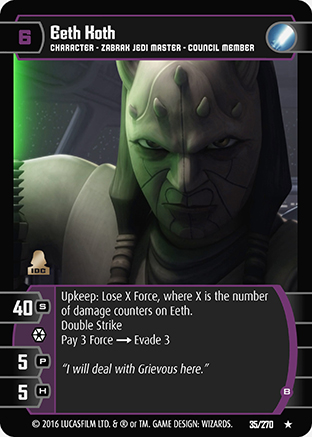 6
Eeth Koth
CHARACTER - ZABRAK JEDI MASTER - COUNCIL MEMBER
IDC
40 S
Upkeep: Lose X Force, where X is the number
of damage counters on Eeth.
Double Strike
Pay 3 Force → Evade 3
5 P
"I will deal with Grievous here."
5 H
B
© 2016 LUCASFILM LTD. & ® or TM. GAME DESIGN: WIZARDS.
35/270 ★